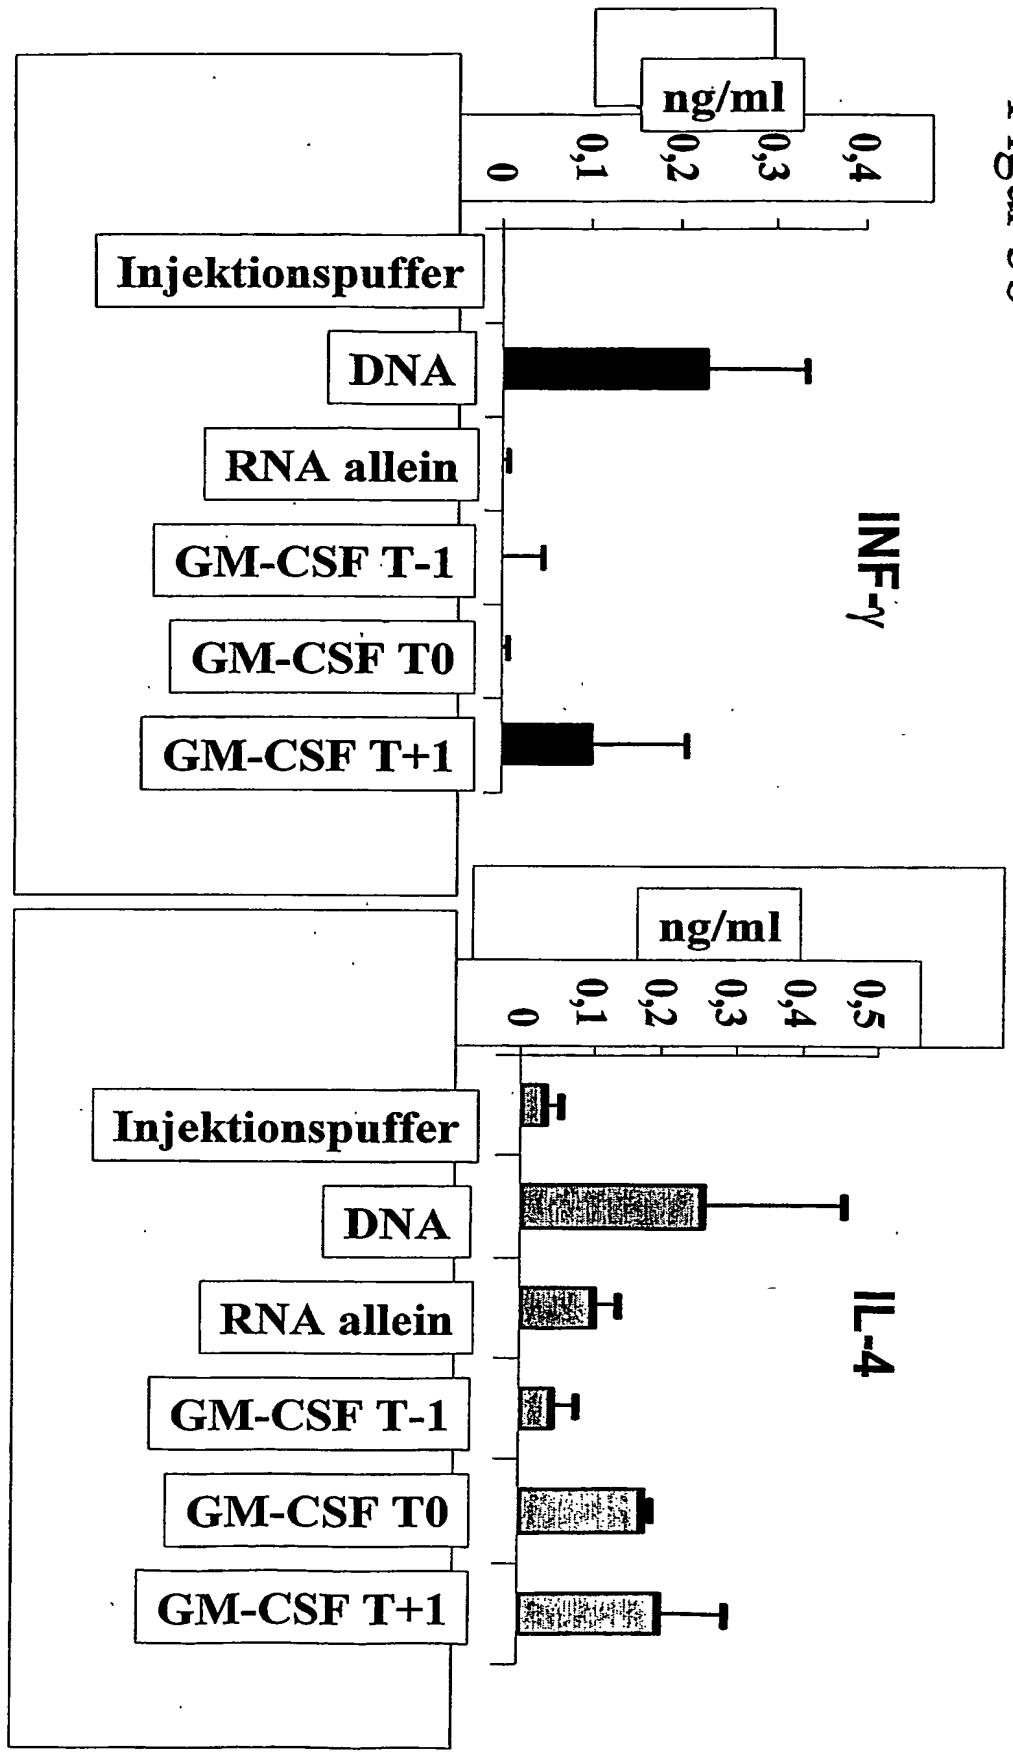 Figur
INF-γ
ng/ml
0,4
0,3
0,2
0,1
0
Injektionspuffer
DNA
RNA allein
GM-CSF T-1
GM-CSF T0
GM-CSF T+1
IL-4
ng/ml
0,5
0,4
0,3
0,2
0,1
0
Injektionspuffer
DNA
RNA allein
GM-CSF T-1
GM-CSF T0
GM-CSF T+1